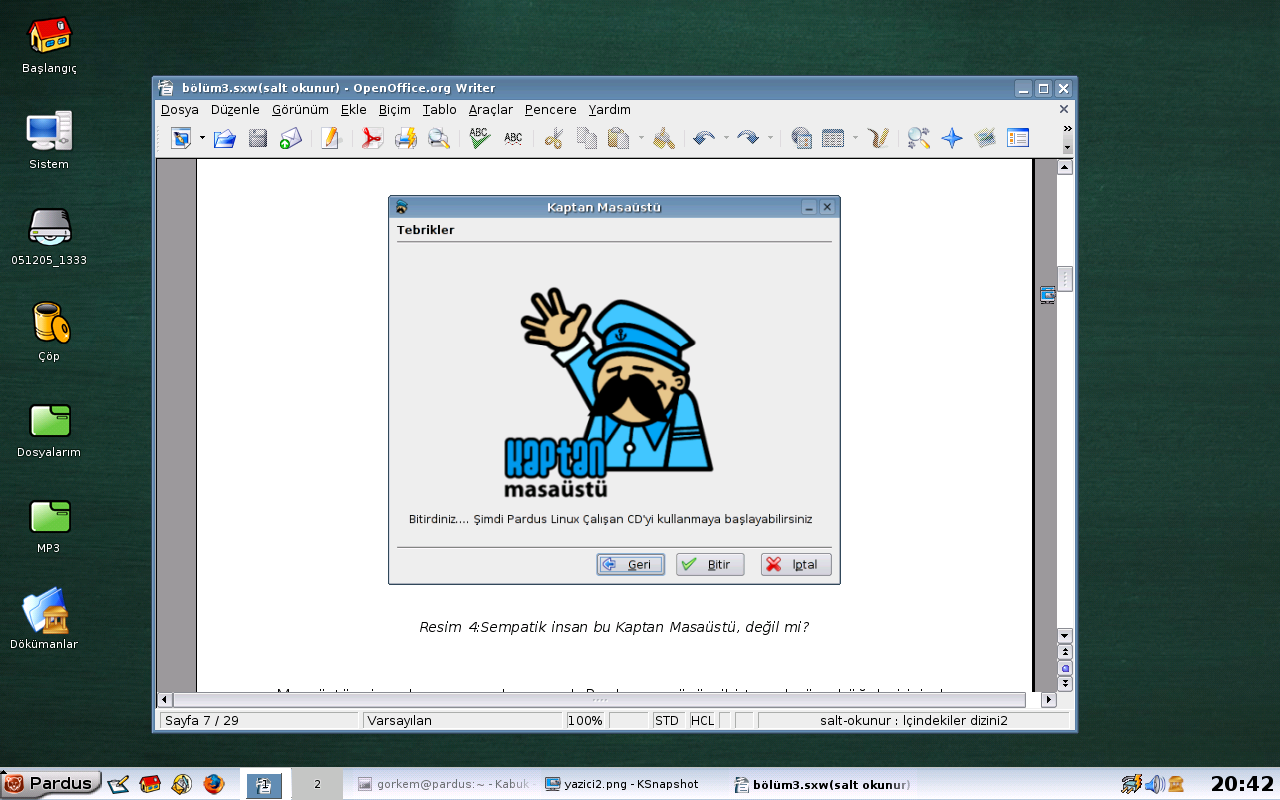 Başlangıç
Sistem
051205_1333
Çöp
Dosyalarım
MP3
Dökümanlar
bölüm3.sxw(salt okunur) - OpenOffice.org Writer
Dosya Düzenle Görünüm Ekle Biçim Tablo Araçlar Pencere Yardım
ABC ABC
Kaptan Masaüstü
Tebrikler
kaptan
masaüstü
Bitirdiniz.... Şimdi Pardus Linux Çalışan CD'yi kullanmaya başlayabilirsiniz
Geri Bitir İptal
Resim 4:Sempatik insan bu Kaptan Masaüstü, değil mi?
Sayfa 7 / 29 Varsayılan 100% STD HCL salt-okunur : İçindekiler dizini2
Pardus 1 2 gorkem@pardus:~ - Kabuk yazici2.png - KSnapshot bölüm3.sxw(salt okunur) 20:42